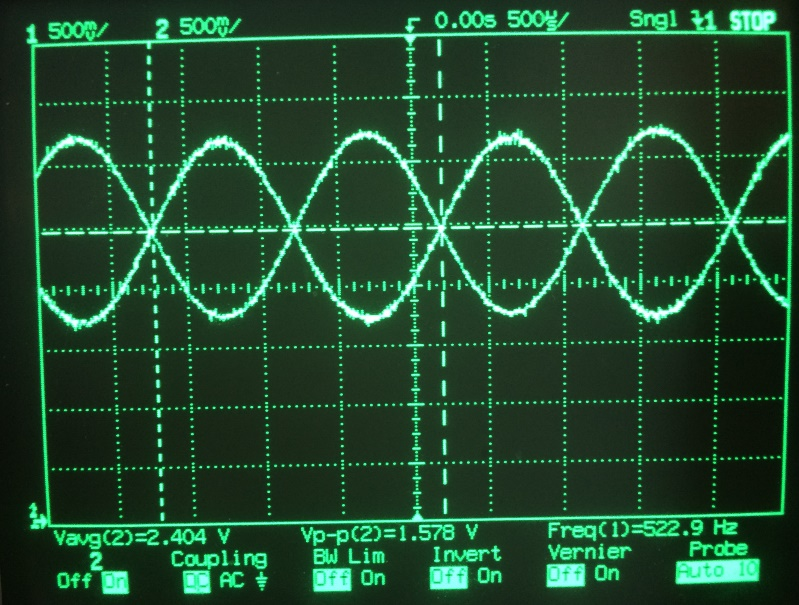 1 500mV/ 2 500mV/ 0.00s 500µs/ Sngl 1 STOP
Vavg(2)=2.404 V Vp-p(2)=1.578 V Freq(1)=522.9 Hz
2 Coupling BW Lim Invert Vernier Probe
Off On DC AC Off On Off On Off On Auto 10